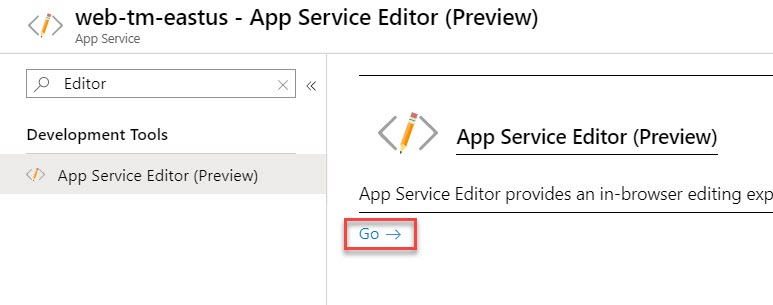 web-tm-eastus - App Service Editor (Preview)
App Service
Editor
Development Tools
App Service Editor (Preview)
App Service Editor (Preview)
App Service Editor provides an in-browser editing exp
Go →